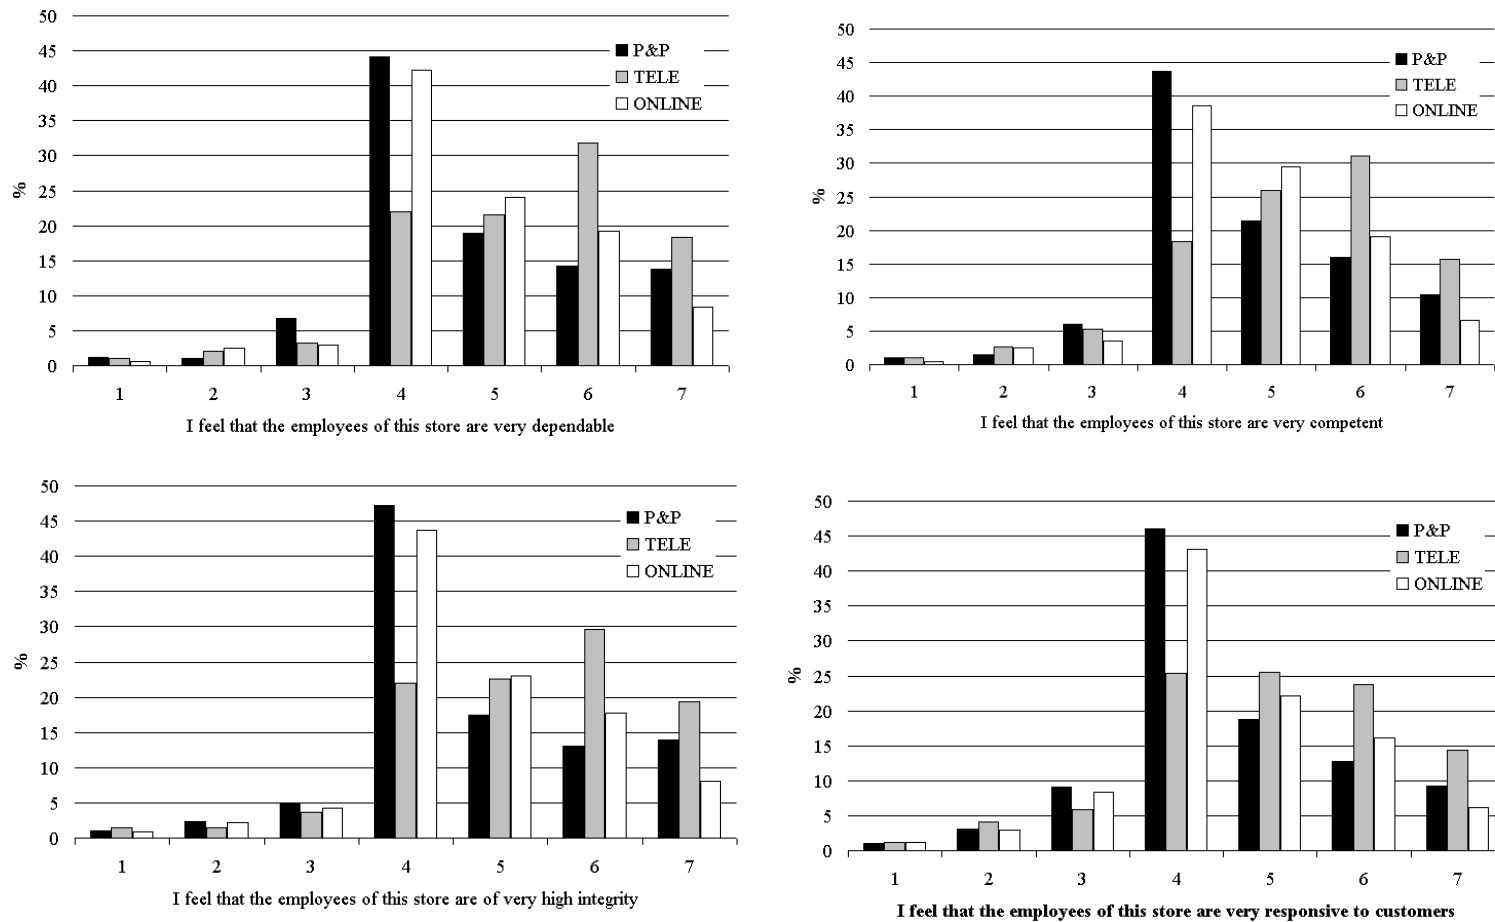 50
45
40
35
30
25
20
15
10
5
0
%
P&P
TELE
ONLINE
1 2 3 4 5 6 7
I feel that the employees of this store are very dependable
50
45
40
35
30
25
20
15
10
5
0
%
P&P
TELE
ONLINE
1 2 3 4 5 6 7
I feel that the employees of this store are very competent
50
45
40
35
30
25
20
15
10
5
0
%
P&P
TELE
ONLINE
1 2 3 4 5 6 7
I feel that the employees of this store are of very high integrity
50
45
40
35
30
25
20
15
10
5
0
%
P&P
TELE
ONLINE
1 2 3 4 5 6 7
I feel that the employees of this store are very responsive to customers